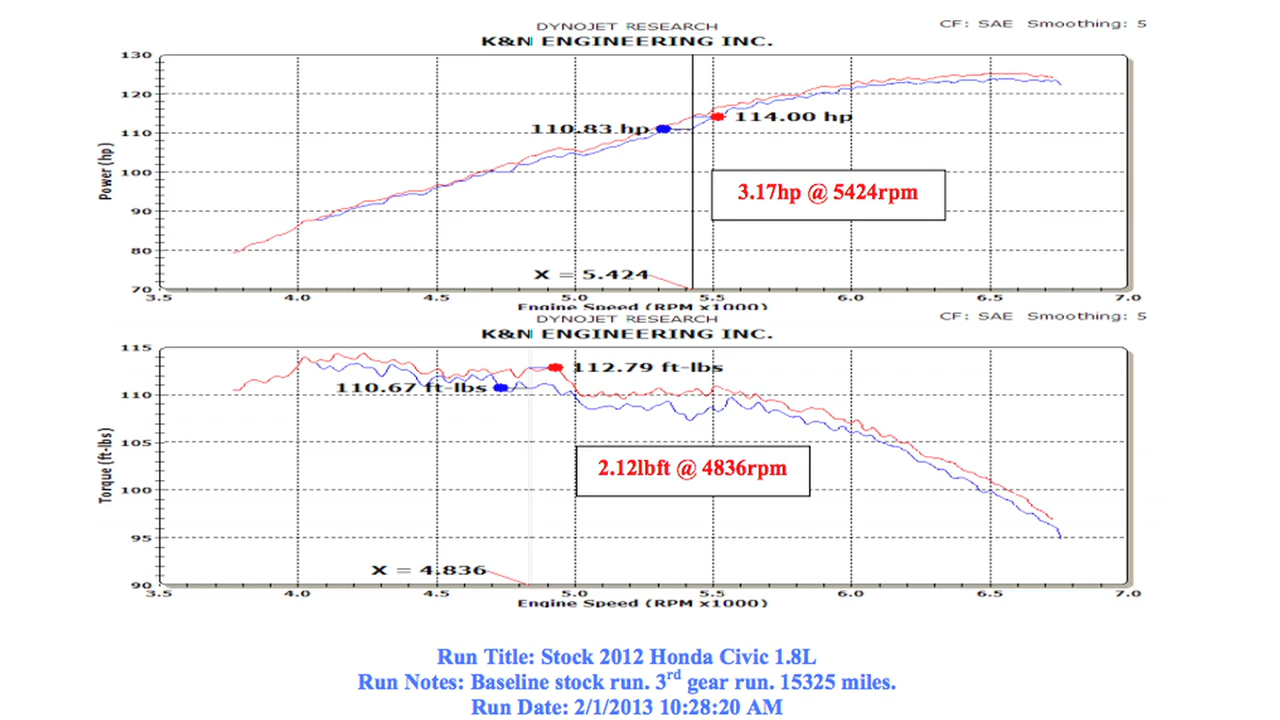 DYNOJET RESEARCH
CF: SAE Smoothing: 5
K&N ENGINEERING INC.
130
120
110
100
90
80
70
Power (hp)
110.83 hp
114.00 hp
3.17hp @ 5424rpm
X = 5.424
3.5 4.0 4.5 5.0 5.5 6.0 6.5 7.0
Engine Speed (RPM x1000)
DYNOJET RESEARCH
CF: SAE Smoothing: 5
K&N ENGINEERING INC.
115
110
105
100
95
90
Torque (ft-lbs)
112.79 ft-lbs
110.67 ft-lbs
2.12lbft @ 4836rpm
X = 4.836
3.5 4.0 4.5 5.0 5.5 6.0 6.5 7.0
Engine Speed (RPM x1000)
Run Title: Stock 2012 Honda Civic 1.8L
Run Notes: Baseline stock run. 3rd gear run. 15325 miles.
Run Date: 2/1/2013 10:28:20 AM